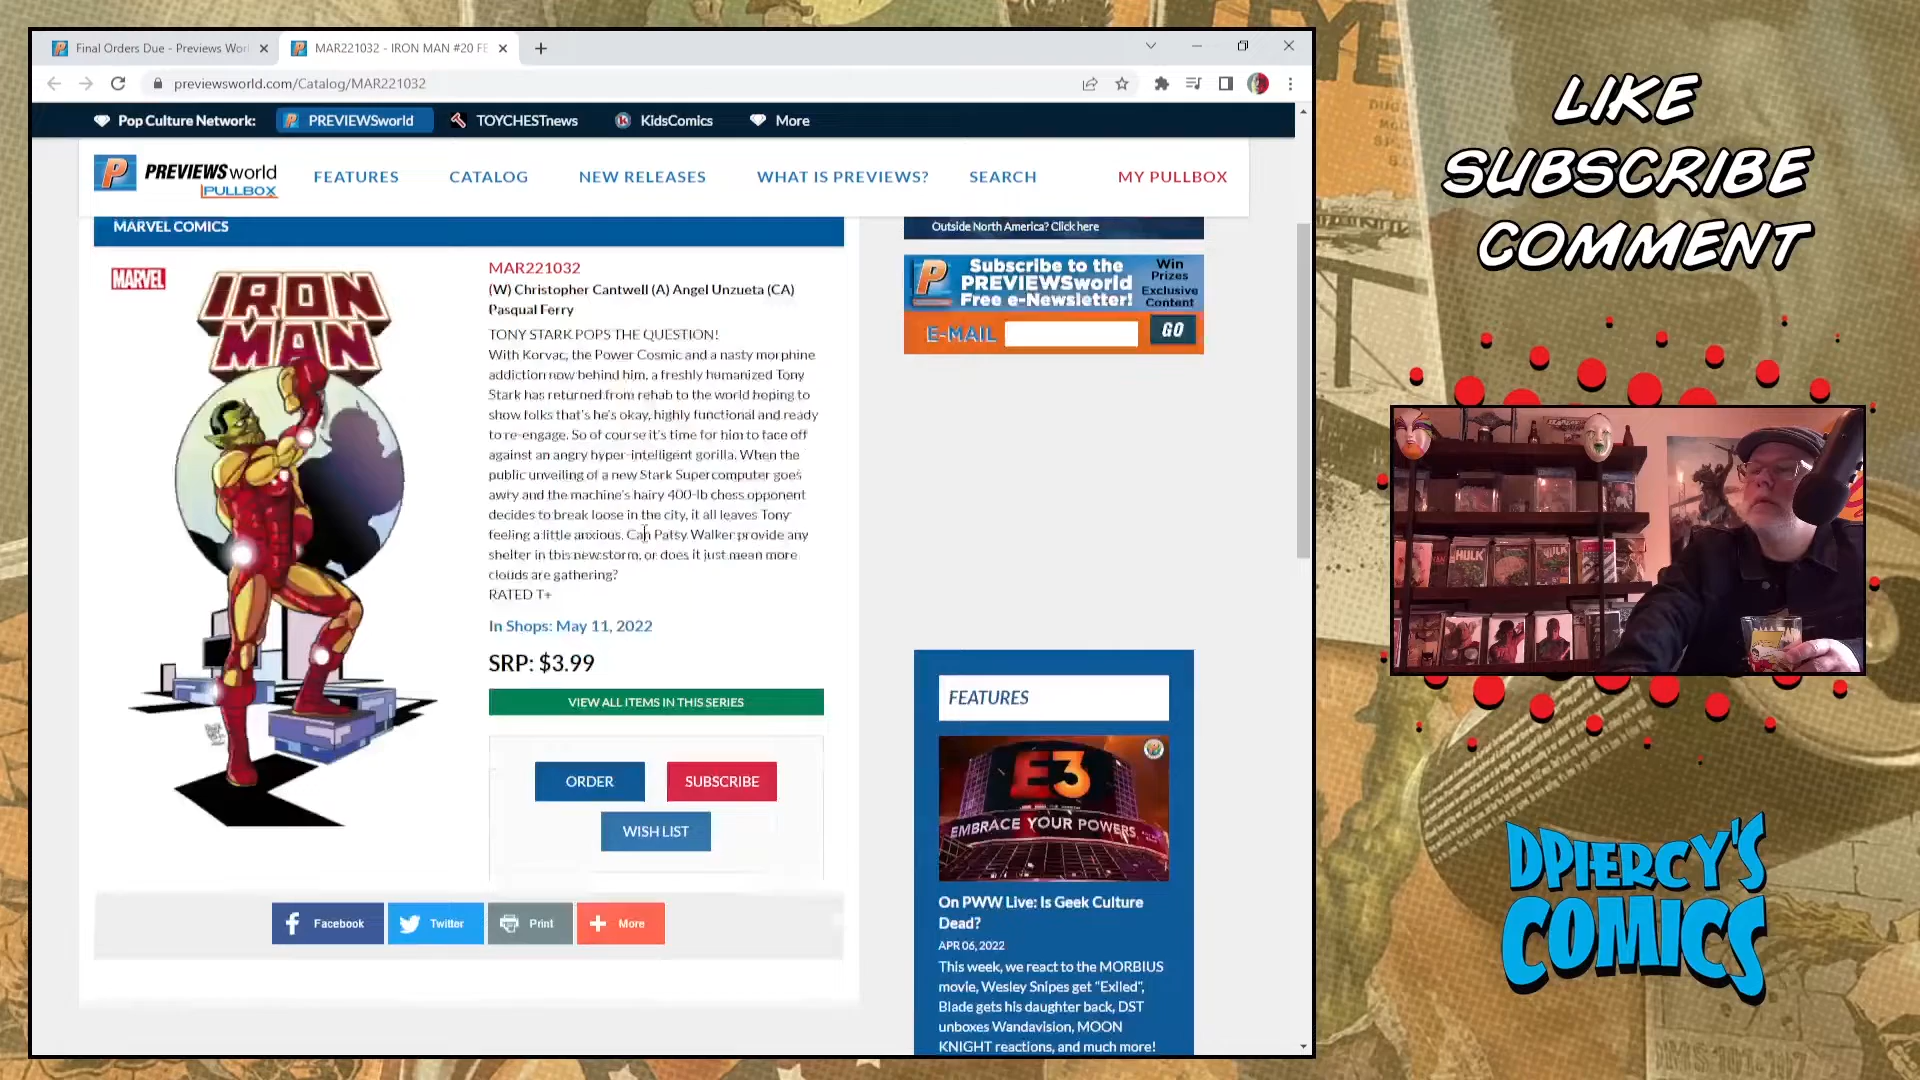 Final Orders Due - Previews Wor
MAR221032 - IRON MAN #20 FE
previewsworld.com/Catalog/MAR221032
Pop Culture Network:
PREVIEWSworld
TOYCHESTnews
KidsComics
More
PREVIEWSworld
PULLBOX
FEATURES
CATALOG
NEW RELEASES
WHAT IS PREVIEWS?
SEARCH
MY PULLBOX
MARVEL COMICS
MARVEL
IRON
MAN
MAR221032
(W) Christopher Cantwell (A) Angel Unzueta (CA)
Pasqual Ferry
TONY STARK POPS THE QUESTION!
With Korvac, the Power Cosmic and a nasty morphine
addiction now behind him, a freshly humanized Tony
Stark has returned from rehab to the world hoping to
show folks that's he's okay, highly functional and ready
to re-engage. So of course it's time for him to face off
against an angry hyper-intelligent gorilla. When the
public unveiling of a new Stark Supercomputer goes
awry and the machine's hairy 400-lb chess opponent
decides to break loose in the city, it all leaves Tony
feeling a little anxious. Can Patsy Walker provide any
shelter in this new storm, or does it just mean more
clouds are gathering?
RATED T+
In Shops: May 11, 2022
SRP: $3.99
VIEW ALL ITEMS IN THIS SERIES
ORDER
SUBSCRIBE
WISH LIST
Facebook
Twitter
Print
More
Outside North America? Click here
Subscribe to the
PREVIEWSworld
Free e-Newsletter!
Win
Prizes
Exclusive
Content
E-MAIL
GO
FEATURES
E3
EMBRACE YOUR POWERS
On PWW Live: Is Geek Culture
Dead?
APR 06, 2022
This week, we react to the MORBIUS
movie, Wesley Snipes get "Exiled",
Blade gets his daughter back, DST
unboxes Wandavision, MOON
KNIGHT reactions, and much more!
LIKE
SUBSCRIBE
COMMENT
HULK
DPIERCY'S
COMICS